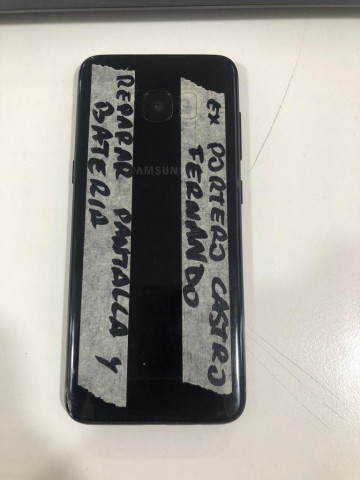 EX PORTERO CASTRO
FERNANDO
SAMSUNG
REPARAR PANTALLA Y
BATERIA